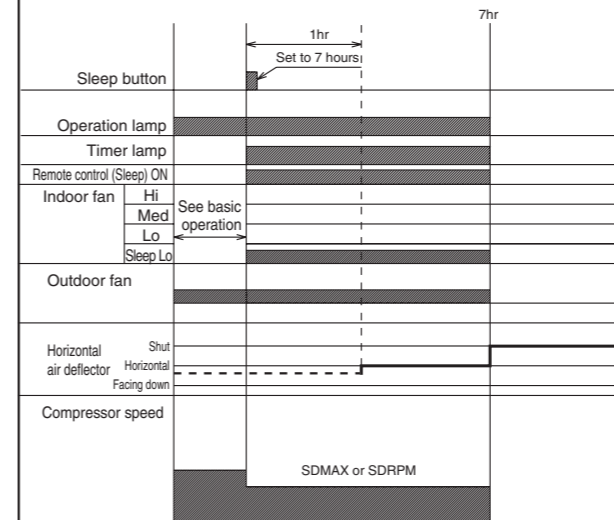 7hr
1hr
Set to 7 hours
Sleep button
Operation lamp
Timer lamp
Remote control (Sleep) ON
Indoor fan
Hi
Med
Lo
Sleep Lo
See basic
operation
Outdoor fan
Horizontal
air deflector
Shut
Horizontal
Facing down
Compressor speed
SDMAX or SDRPM